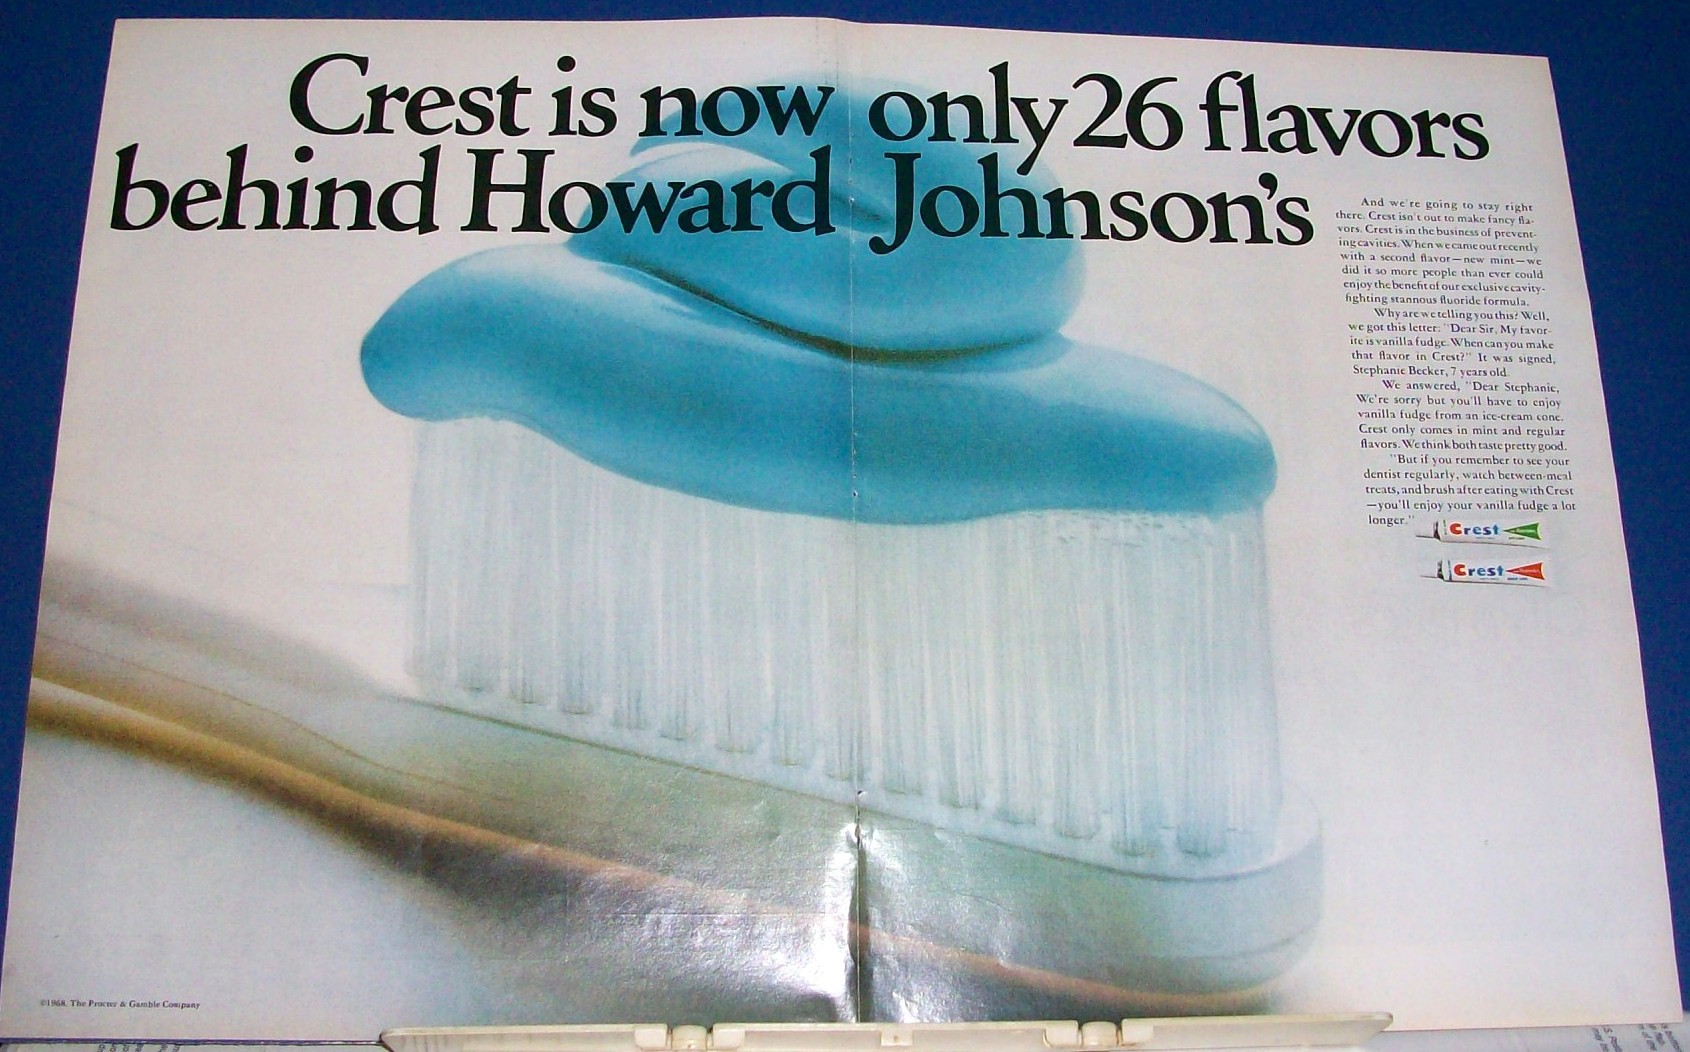 Crest is now only 26 flavors
behind Howard Johnson's
And we're going to stay right
there. Crest isn't out to make fancy fla-
vors. Crest is in the business of prevent-
ing cavities. When we came out recently
with a second flavor—new mint—we
did it so more people than ever could
enjoy the benefit of our exclusive cavity-
fighting stannous fluoride formula.
Why are we telling you this? Well,
we got this letter: "Dear Sir, My favor-
ite is vanilla fudge. When can you make
that flavor in Crest?" It was signed,
Stephanie Becker, 7 years old.
We answered, "Dear Stephanie,
We're sorry but you'll have to enjoy
vanilla fudge from an ice-cream cone.
Crest only comes in mint and regular
flavors. We think both taste pretty good.
"But if you remember to see your
dentist regularly, watch between-meal
treats, and brush after eating with Crest
—you'll enjoy your vanilla fudge a lot
longer."
Crest
Crest
©1968, The Procter & Gamble Company